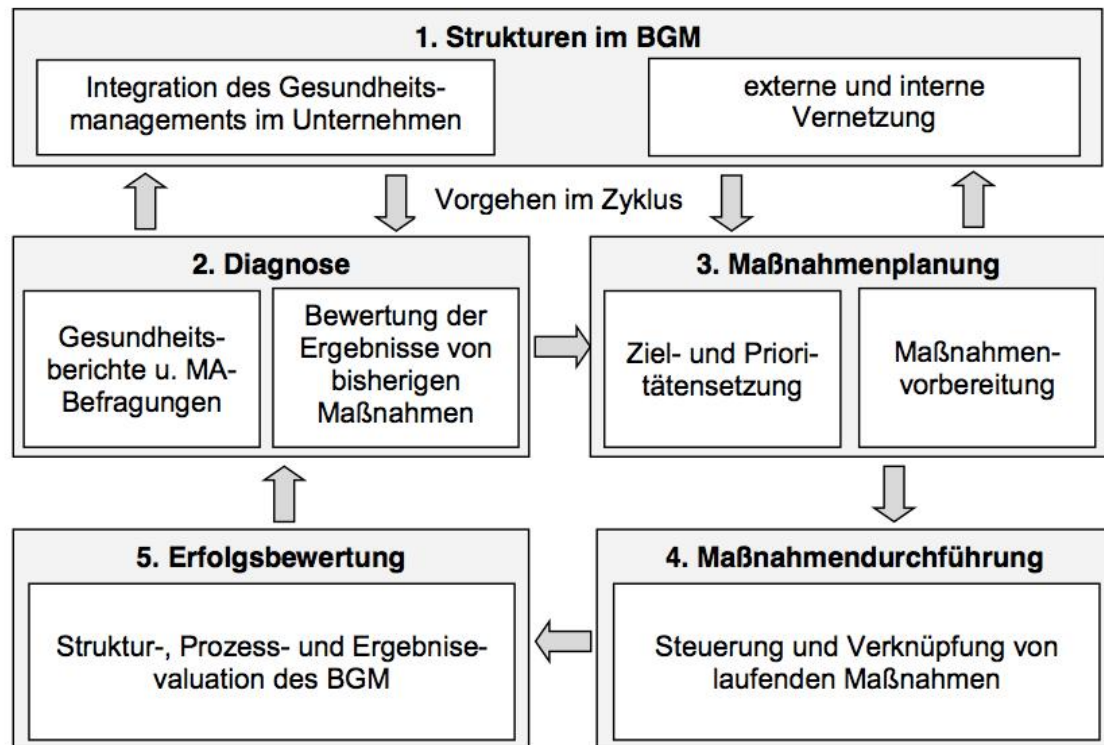 1. Strukturen im BGM
Integration des Gesundheits-
managements im Unternehmen
externe und interne
Vernetzung
Vorgehen im Zyklus
2. Diagnose
Gesundheits-
berichte u. MA-
Befragungen
Bewertung der
Ergebnisse von
bisherigen
Maßnahmen
3. Maßnahmenplanung
Ziel- und Priori-
tätensetzung
Maßnahmen-
vorbereitung
5. Erfolgsbewertung
Struktur-, Prozess- und Ergebnise-
valuation des BGM
4. Maßnahmendurchführung
Steuerung und Verknüpfung von
laufenden Maßnahmen